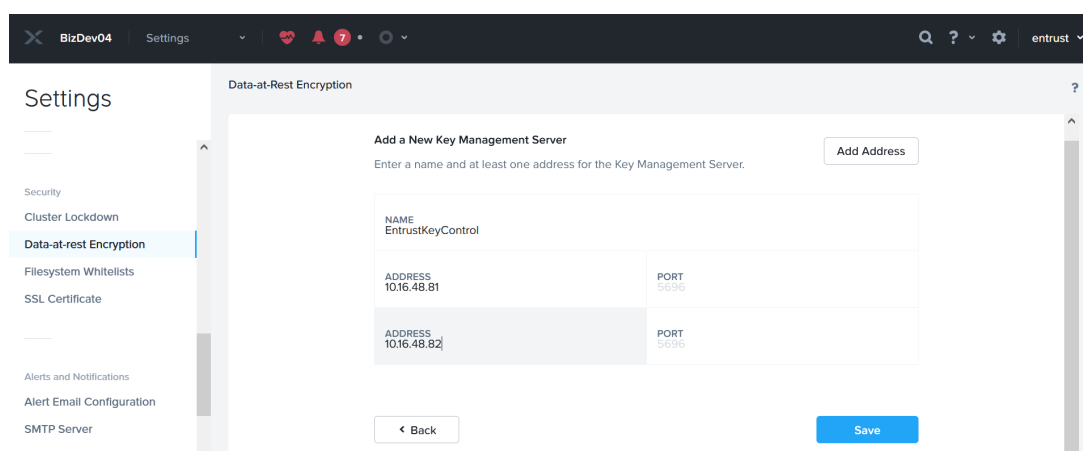 BizDev04 Settings 7 ? entrust
Settings
Security
Cluster Lockdown
Data-at-rest Encryption
Filesystem Whitelists
SSL Certificate
Alerts and Notifications
Alert Email Configuration
SMTP Server
Data-at-Rest Encryption ?
Add a New Key Management Server
Enter a name and at least one address for the Key Management Server.
Add Address
NAME
EntrustKeyControl
ADDRESS PORT
10.16.48.81 5696
ADDRESS PORT
10.16.48.82 5696
Back Save